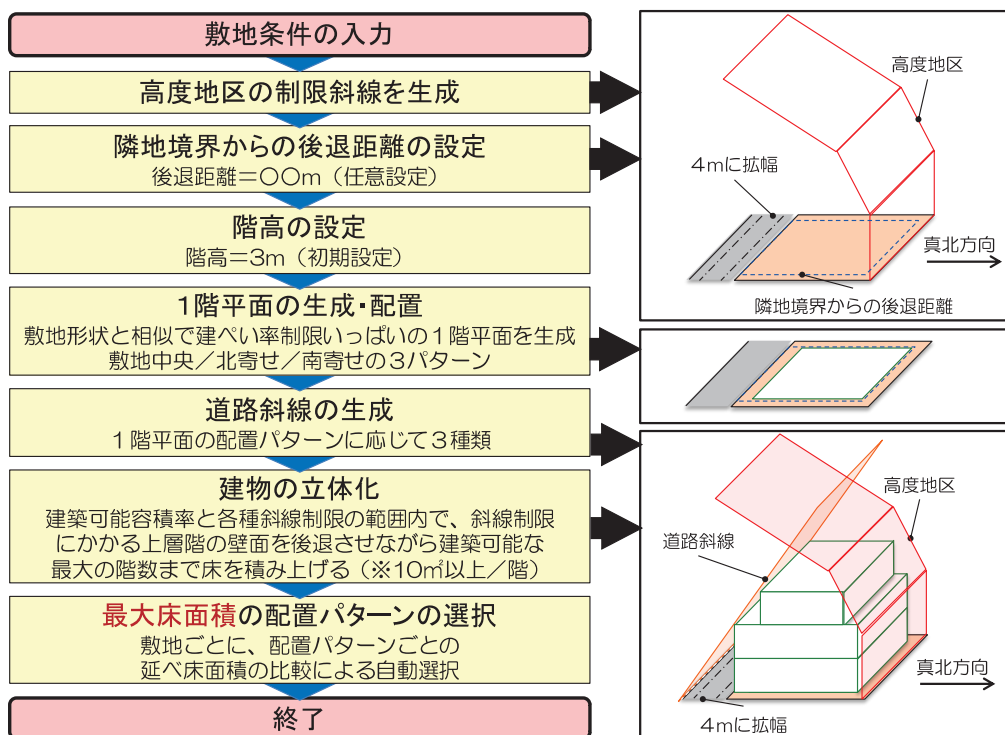 敷地条件の入力
高度地区の制限斜線を生成
隣地境界からの後退距離の設定
後退距離＝〇〇m（任意設定）
階高の設定
階高＝3m（初期設定）
1階平面の生成・配置
敷地形状と相似で建ぺい率制限いっぱいの1階平面を生成
敷地中央／北寄せ／南寄せの3パターン
道路斜線の生成
1階平面の配置パターンに応じて3種類
建物の立体化
建築可能容積率と各種斜線制限の範囲内で、斜線制限
にかかる上層階の壁面を後退させながら建築可能な
最大の階数まで床を積み上げる（※10㎡以上／階）
最大床面積の配置パターンの選択
敷地ごとに、配置パターンごとの
延べ床面積の比較による自動選択
終了
高度地区
4mに拡幅
真北方向
隣地境界からの後退距離
高度地区
道路斜線
真北方向
4mに拡幅